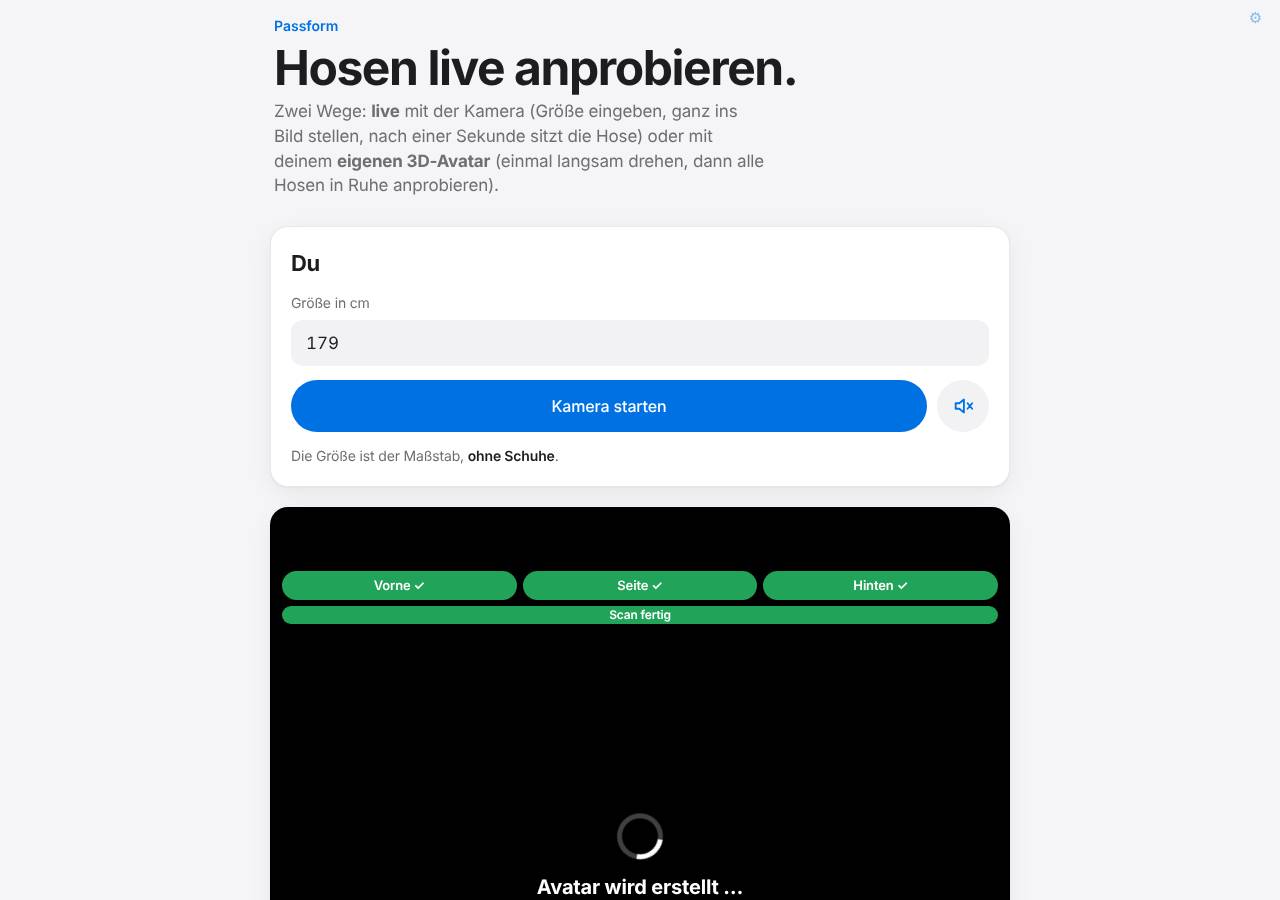 Passform
Hosen live anprobieren.
Zwei Wege: live mit der Kamera (Größe eingeben, ganz ins
Bild stellen, nach einer Sekunde sitzt die Hose) oder mit
deinem eigenen 3D-Avatar (einmal langsam drehen, dann alle
Hosen in Ruhe anprobieren).
Du
Größe in cm
179
Kamera starten
Die Größe ist der Maßstab, ohne Schuhe.
Vorne ✓
Seite ✓
Hinten ✓
Scan fertig
Avatar wird erstellt …